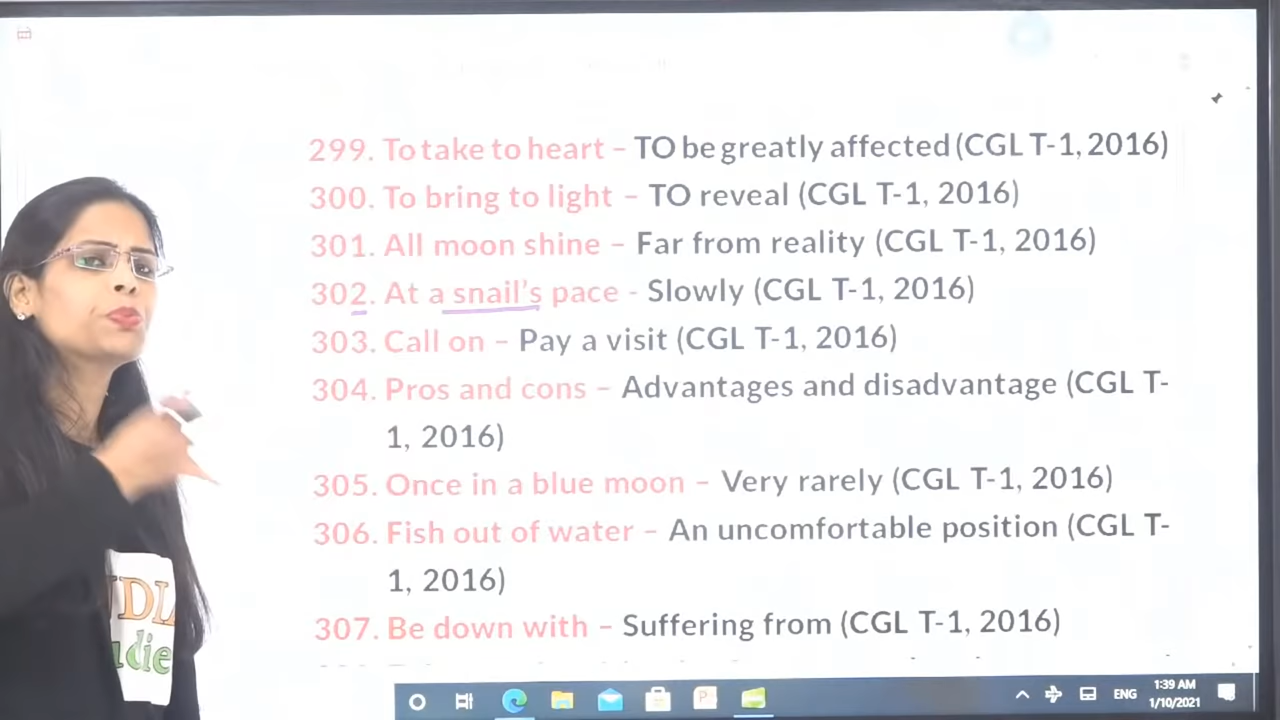 299. To take to heart – TO be greatly affected (CGL T-1, 2016)
300. To bring to light – TO reveal (CGL T-1, 2016)
301. All moon shine – Far from reality (CGL T-1, 2016)
302. At a snail's pace - Slowly (CGL T-1, 2016)
303. Call on – Pay a visit (CGL T-1, 2016)
304. Pros and cons – Advantages and disadvantage (CGL T-
1, 2016)
305. Once in a blue moon – Very rarely (CGL T-1, 2016)
306. Fish out of water – An uncomfortable position (CGL T-
1, 2016)
307. Be down with – Suffering from (CGL T-1, 2016)
ENG
1:39 AM
1/10/2021